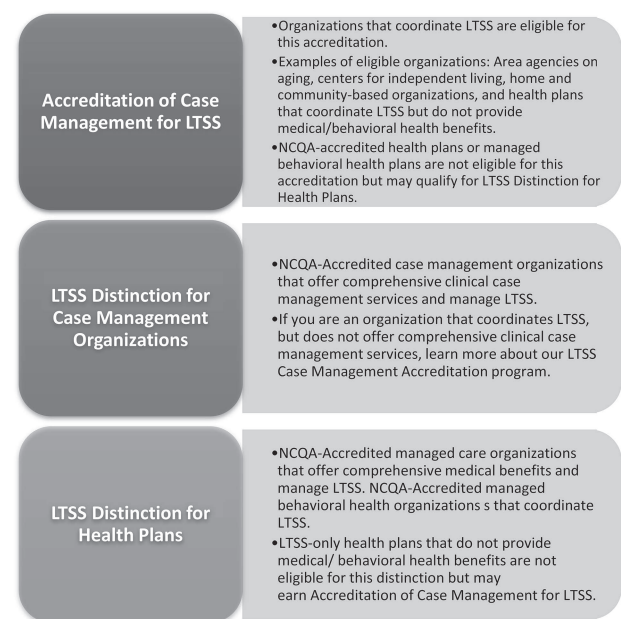 Accreditation of Case
Management for LTSS
•Organizations that coordinate LTSS are eligible for
this accreditation.
•Examples of eligible organizations: Area agencies on
aging, centers for independent living, home and
community-based organizations, and health plans
that coordinate LTSS but do not provide
medical/behavioral health benefits.
•NCQA-accredited health plans or managed
behavioral health plans are not eligible for this
accreditation but may qualify for LTSS Distinction for
Health Plans.
LTSS Distinction for
Case Management
Organizations
•NCQA-Accredited case management organizations
that offer comprehensive clinical case
management services and manage LTSS.
•If you are an organization that coordinates LTSS,
but does not offer comprehensive clinical case
management services, learn more about our LTSS
Case Management Accreditation program.
LTSS Distinction for
Health Plans
•NCQA-Accredited managed care organizations
that offer comprehensive medical benefits and
manage LTSS. NCQA-Accredited managed
behavioral health organizations s that coordinate
LTSS.
•LTSS-only health plans that do not provide
medical/ behavioral health benefits are not
eligible for this distinction but may
earn Accreditation of Case Management for LTSS.